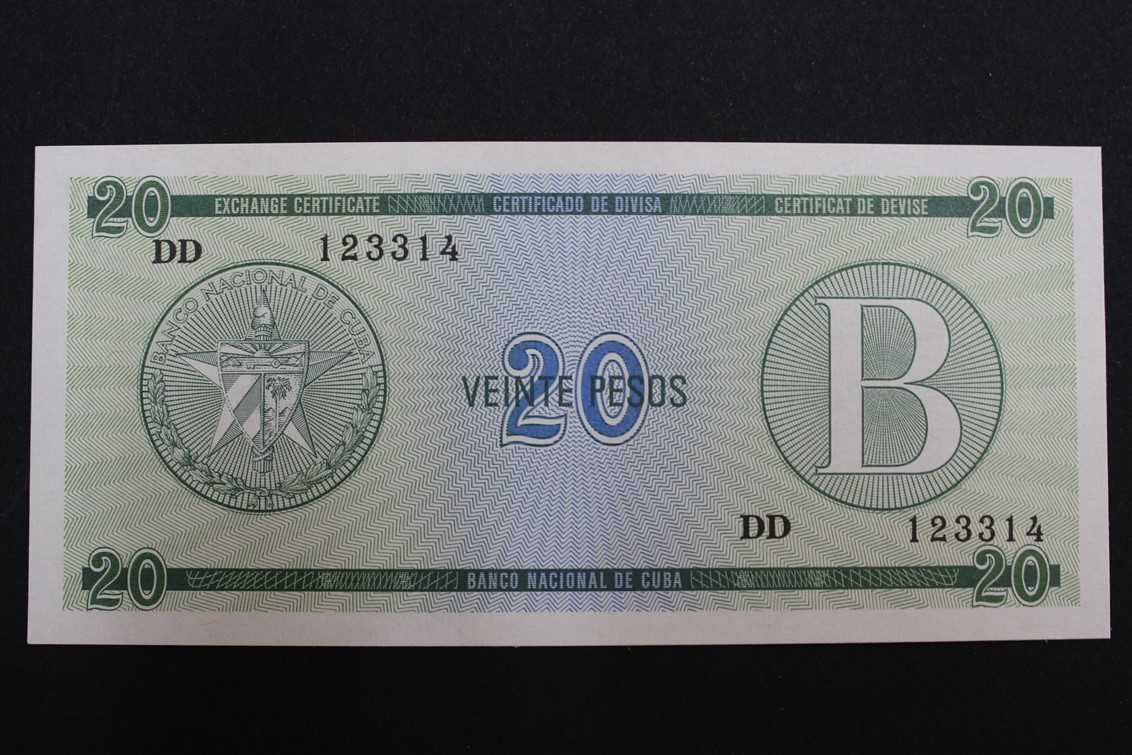 20 EXCHANGE CERTIFICATE CERTIFICADO DE DIVISA CERTIFICAT DE DEVISE 20
DD 123314
BANCO NACIONAL DE CUBA
20
VEINTE PESOS
B
DD 123314
20 BANCO NACIONAL DE CUBA 20